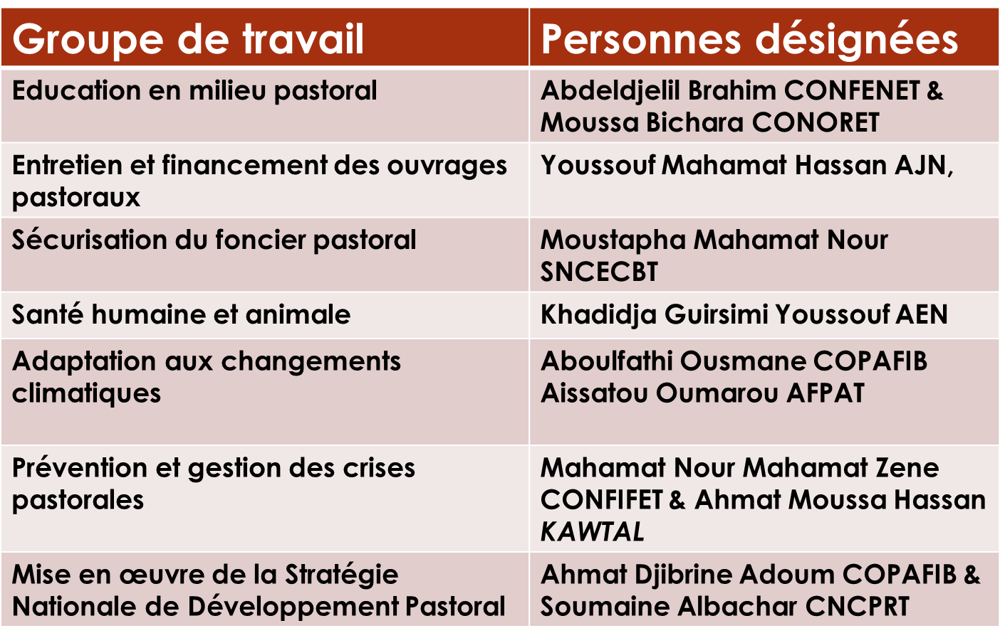 Groupe de travail
Personnes désignées
Education en milieu pastoral
Abdeldjelil Brahim CONFENET &
Moussa Bichara CONORET
Entretien et financement des ouvrages
pastoraux
Youssouf Mahamat Hassan AJN,
Sécurisation du foncier pastoral
Moustapha Mahamat Nour
SNCECBT
Santé humaine et animale
Khadidja Guirsimi Youssouf AEN
Adaptation aux changements
climatiques
Aboulfathi Ousmane COPAFIB
Aissatou Oumarou AFPAT
Prévention et gestion des crises
pastorales
Mahamat Nour Mahamat Zene
CONFIFET & Ahmat Moussa Hassan
KAWTAL
Mise en œuvre de la Stratégie
Nationale de Développement Pastoral
Ahmat Djibrine Adoum COPAFIB &
Soumaine Albachar CNCPRT